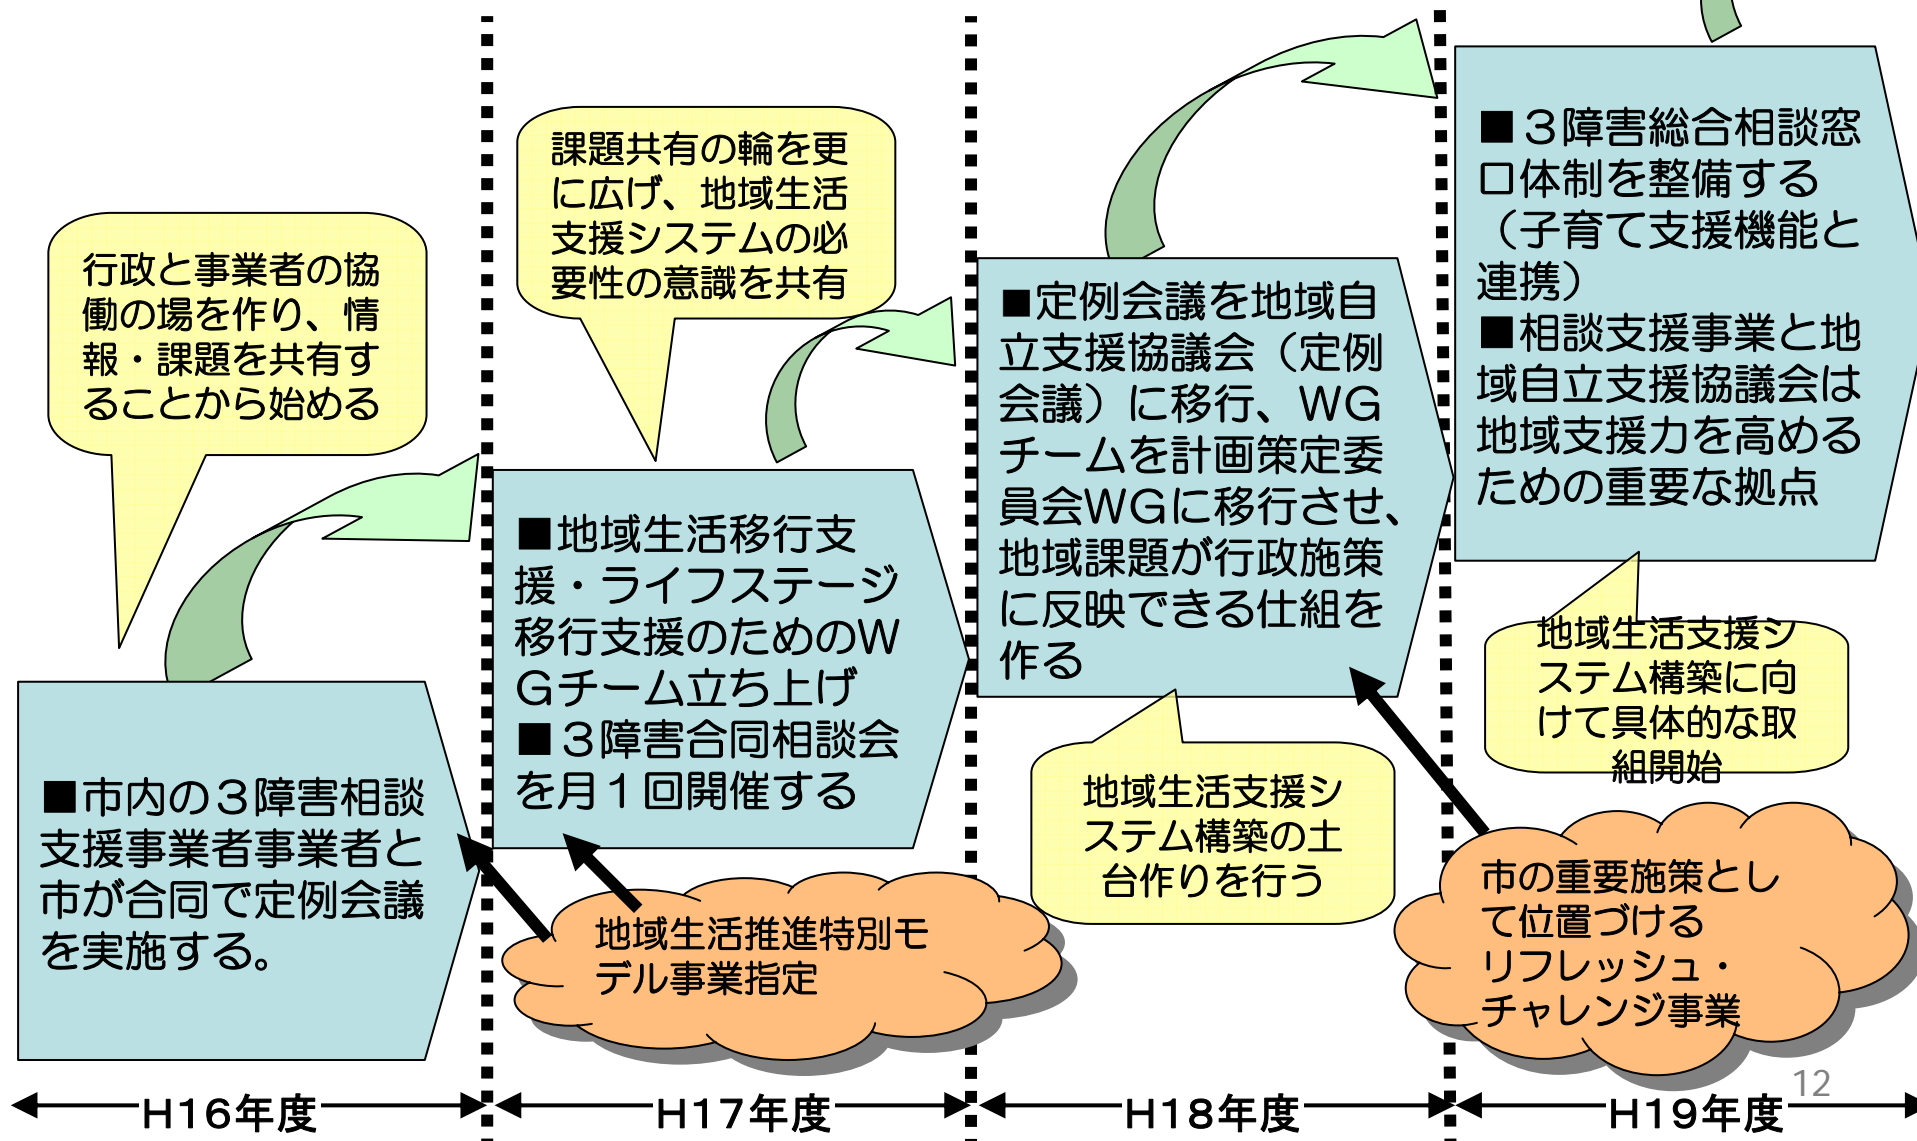 行政と事業者の協
働の場を作り、情
報・課題を共有す
ることから始める
■市内の３障害相談
支援事業者事業者と
市が合同で定例会議
を実施する。
課題共有の輪を更
に広げ、地域生活
支援システムの必
要性の意識を共有
■地域生活移行支
援・ライフステージ
移行支援のためのＷ
Ｇチーム立ち上げ
■３障害合同相談会
を月１回開催する
地域生活推進特別モ
デル事業指定
■定例会議を地域自
立支援協議会（定例
会議）に移行、ＷＧ
チームを計画策定委
員会WGに移行させ、
地域課題が行政施策
に反映できる仕組を
作る
地域生活支援シ
ステム構築の土
台作りを行う
■３障害総合相談窓
口体制を整備する
（子育て支援機能と
連携）
■相談支援事業と地
域自立支援協議会は
地域支援力を高める
ための重要な拠点
地域生活支援シ
ステム構築に向
けて具体的な取
組開始
市の重要施策とし
て位置づける
リフレッシュ・
チャレンジ事業
H16年度
H17年度
H18年度
H19年度
12